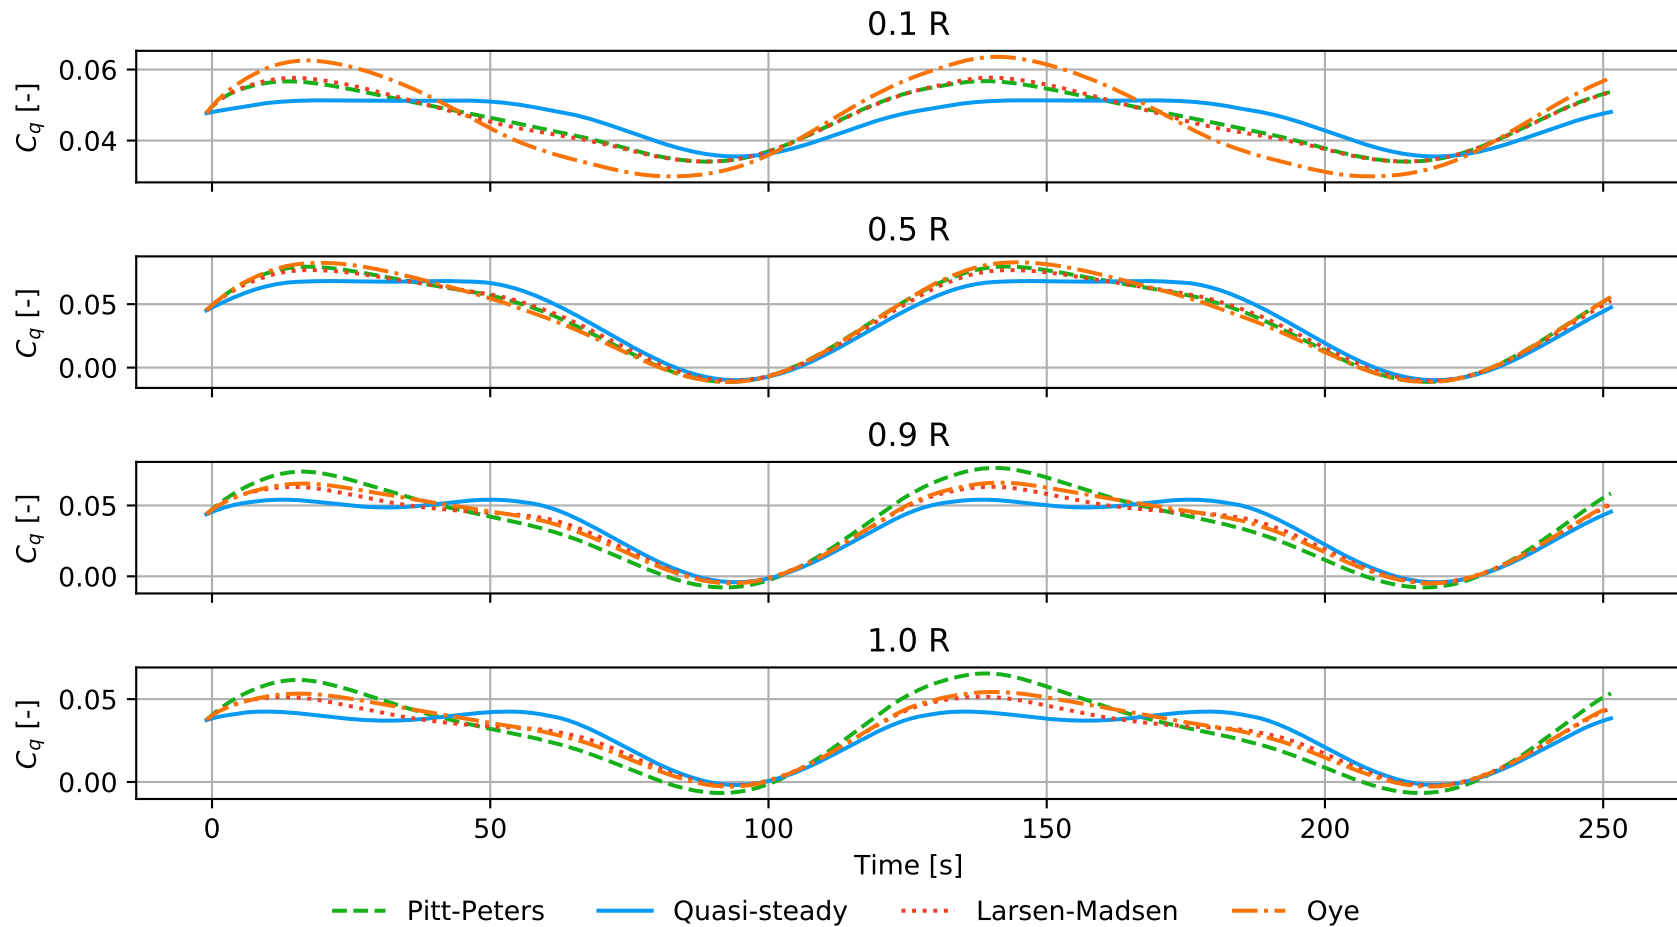 0.1 R
0.06
0.04
C_q [-]
0.5 R
0.05
0.00
C_q [-]
0.9 R
0.05
0.00
C_q [-]
1.0 R
0.05
0.00
C_q [-]
0 50 100 150 200 250
Time [s]
Pitt-Peters Quasi-steady Larsen-Madsen Oye